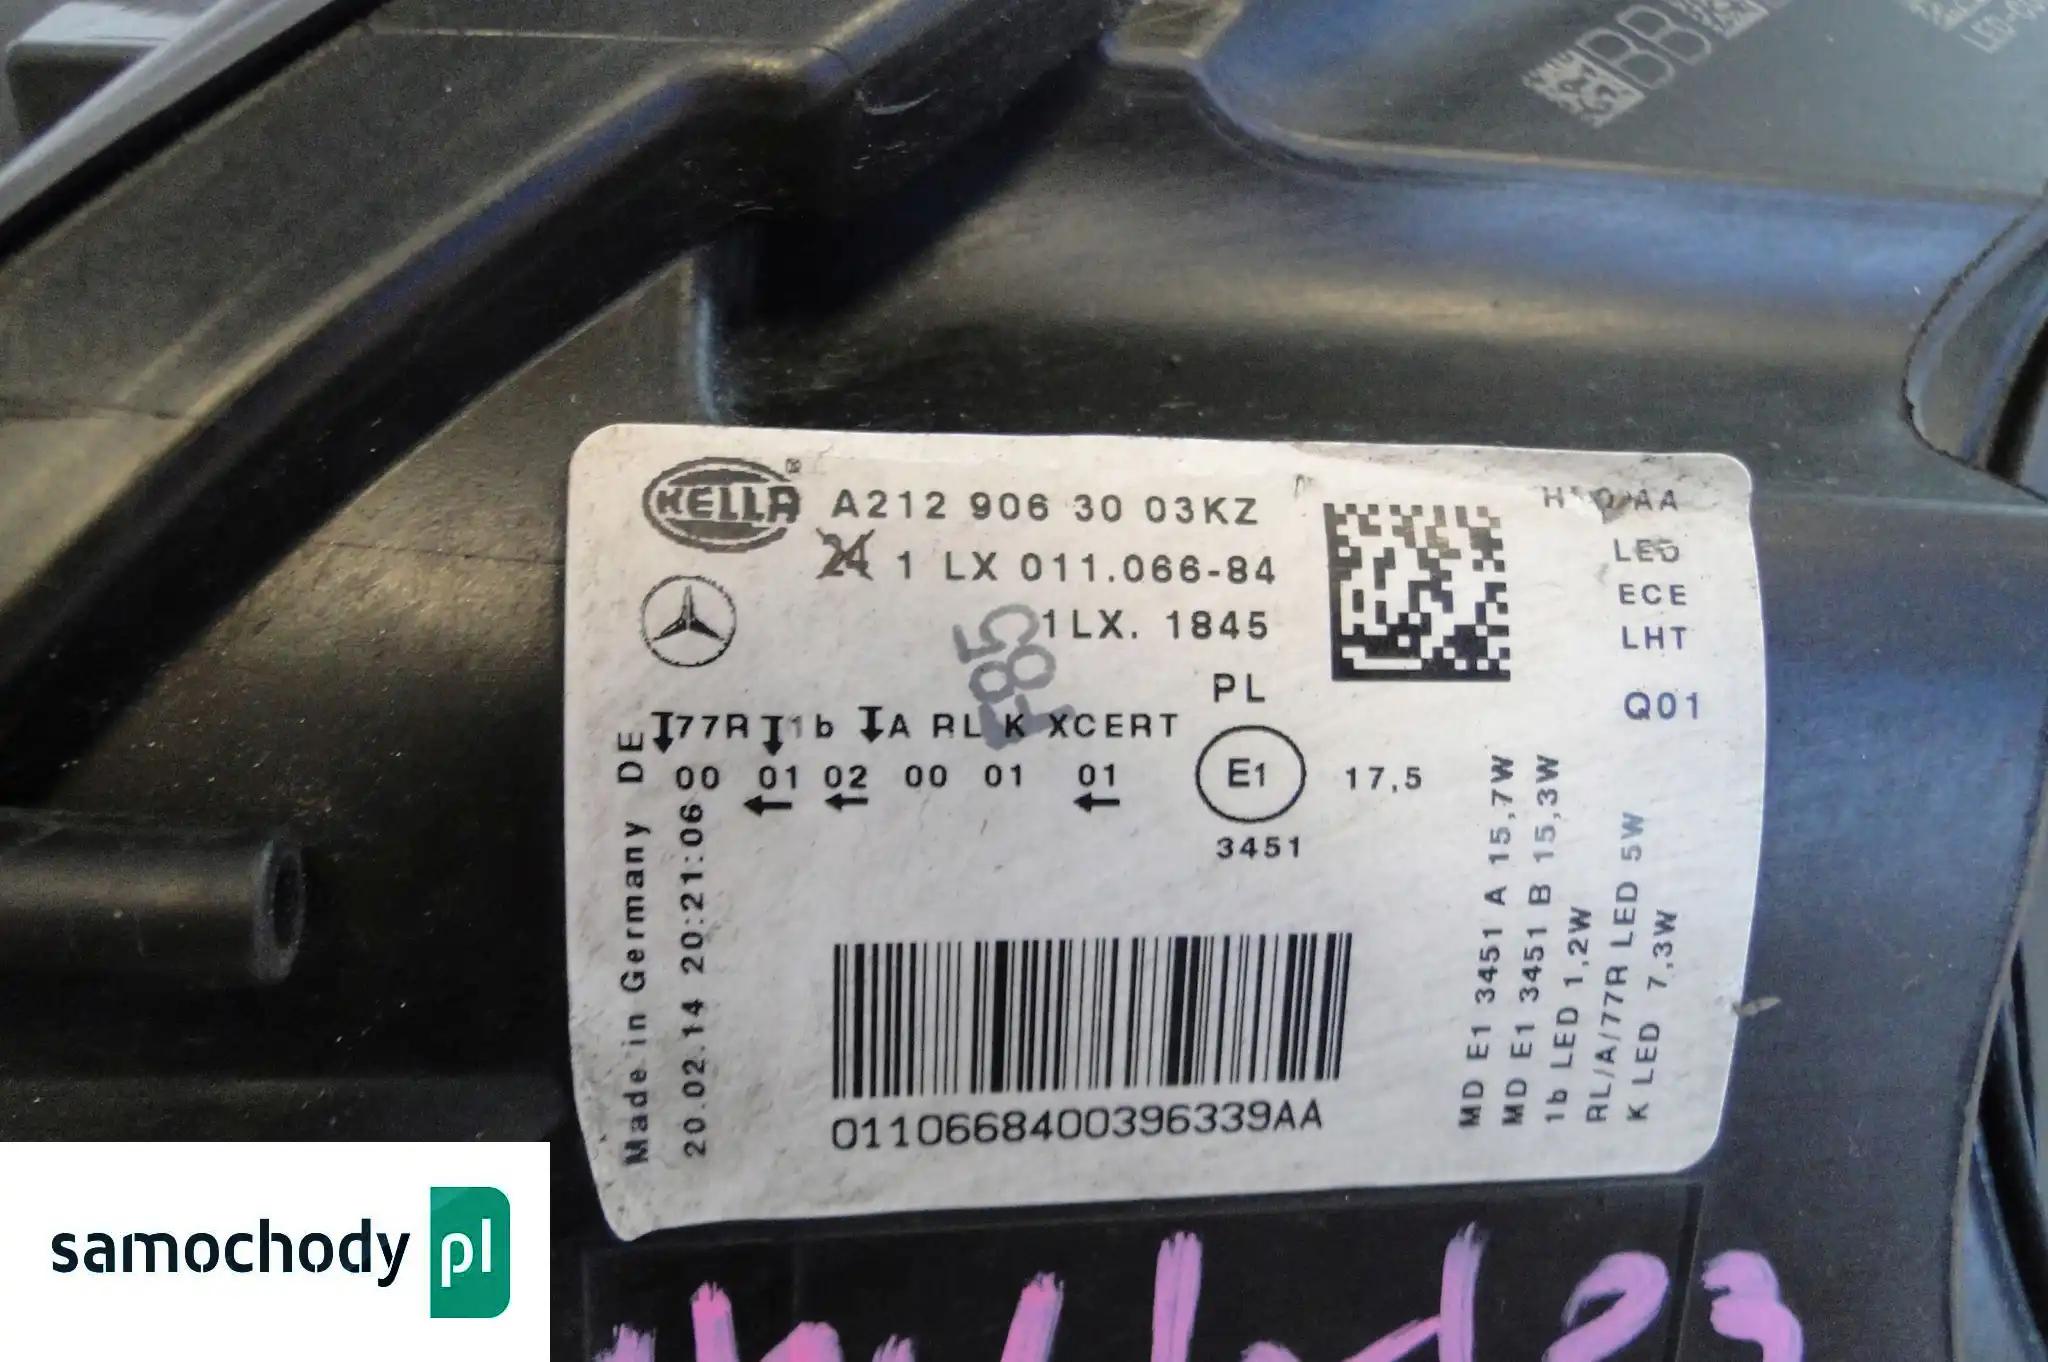 BB
HELLA ®
A212 906 30 03KZ
24 1 LX 011.066-84
1LX. 1845
C587
PL
LED
ECE
LHT
Q01
77R 1b A RL K XCERT
00 01 02 00 01 01
E1
17,5
3451
Made in Germany DE
20.02.14 20:21:06
MD E1 3451 A 15,7W
MD E1 3451 B 15,3W
1b LED 1,2W
RL/A/77R LED 5W
K LED 7,3W
0110668400396339AA
samochody pl